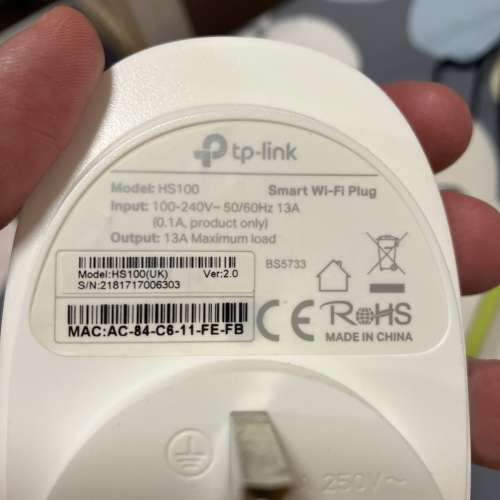 tp-link
Model: HS100 Smart Wi-Fi Plug
Input: 100-240V~ 50/60Hz 13A
(0.1A, product only)
Output: 13A Maximum load
Model:HS100(UK) Ver:2.0
S/N:2181717006303
BS5733
MAC:AC-84-C6-11-FE-FB
CE RoHS
MADE IN CHINA
A 250V~